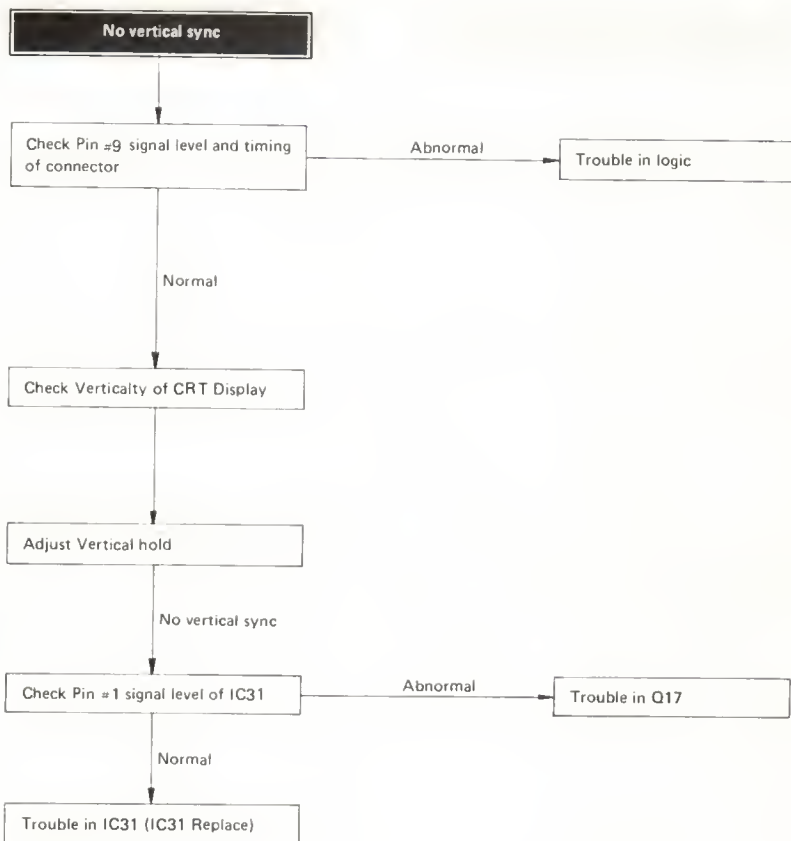 No vertical sync
Check Pin #9 signal level and timing
of connector
Abnormal
Trouble in logic
Normal
Check Verticalty of CRT Display
Adjust Vertical hold
No vertical sync
Check Pin #1 signal level of IC31
Abnormal
Trouble in Q17
Normal
Trouble in IC31 (IC31 Replace)